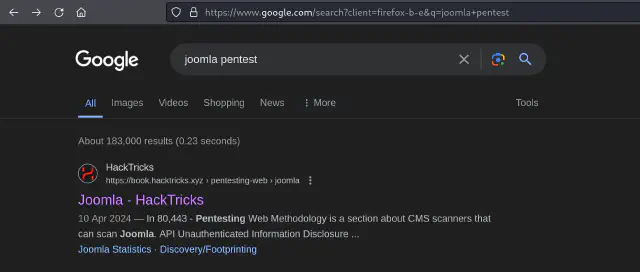 https://www.google.com/search?client=firefox-b-e&q=joomla+pentest
Google
joomla pentest
All Images Videos Shopping News More Tools
About 183,000 results (0.23 seconds)
HackTricks
https://book.hacktricks.xyz › pentesting-web › joomla
Joomla - HackTricks
10 Apr 2024 — In 80,443 - Pentesting Web Methodology is a section about CMS scanners that
can scan Joomla. API Unauthenticated Information Disclosure ...
Joomla Statistics · Discovery/Footprinting